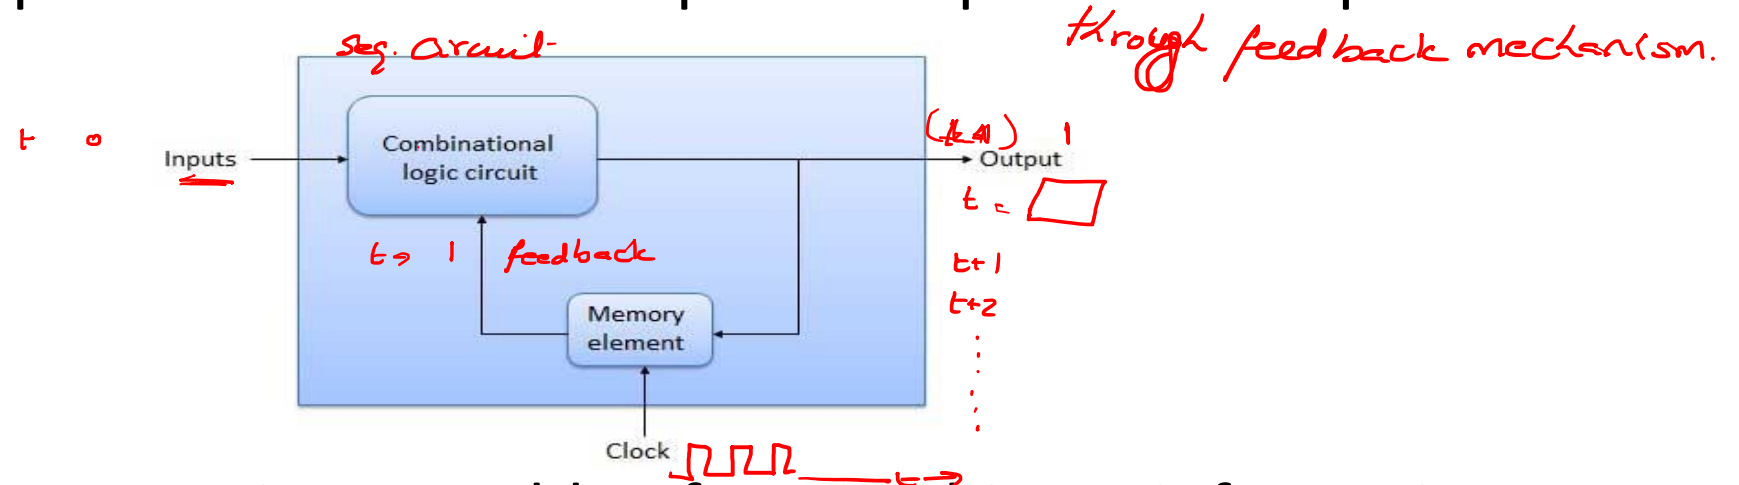 through feedback mechanism.
seq. circuit
t 0
Inputs
Combinational
logic circuit
1
Output
t =
t 1 feedback
t+1
t+2
Memory
element
Clock
t